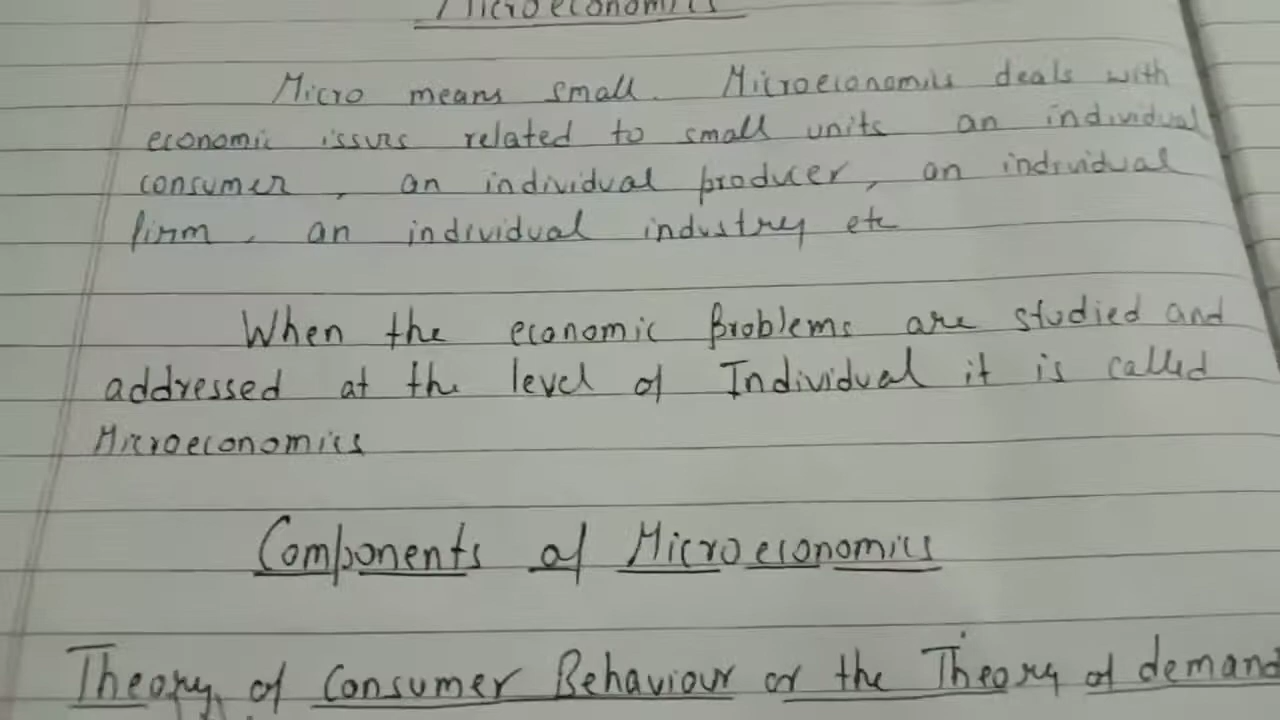 Microeconomics
Micro means small. Microeconomics deals with
economic issues related to small units an individual
consumer, an individual producer, an individual
firm, an individual industry etc
When the economic problems are studied and
addressed at the level of Individual it is called
Microeconomics
Components of Microeconomics
Theory of Consumer Behaviour or the Theory of demand